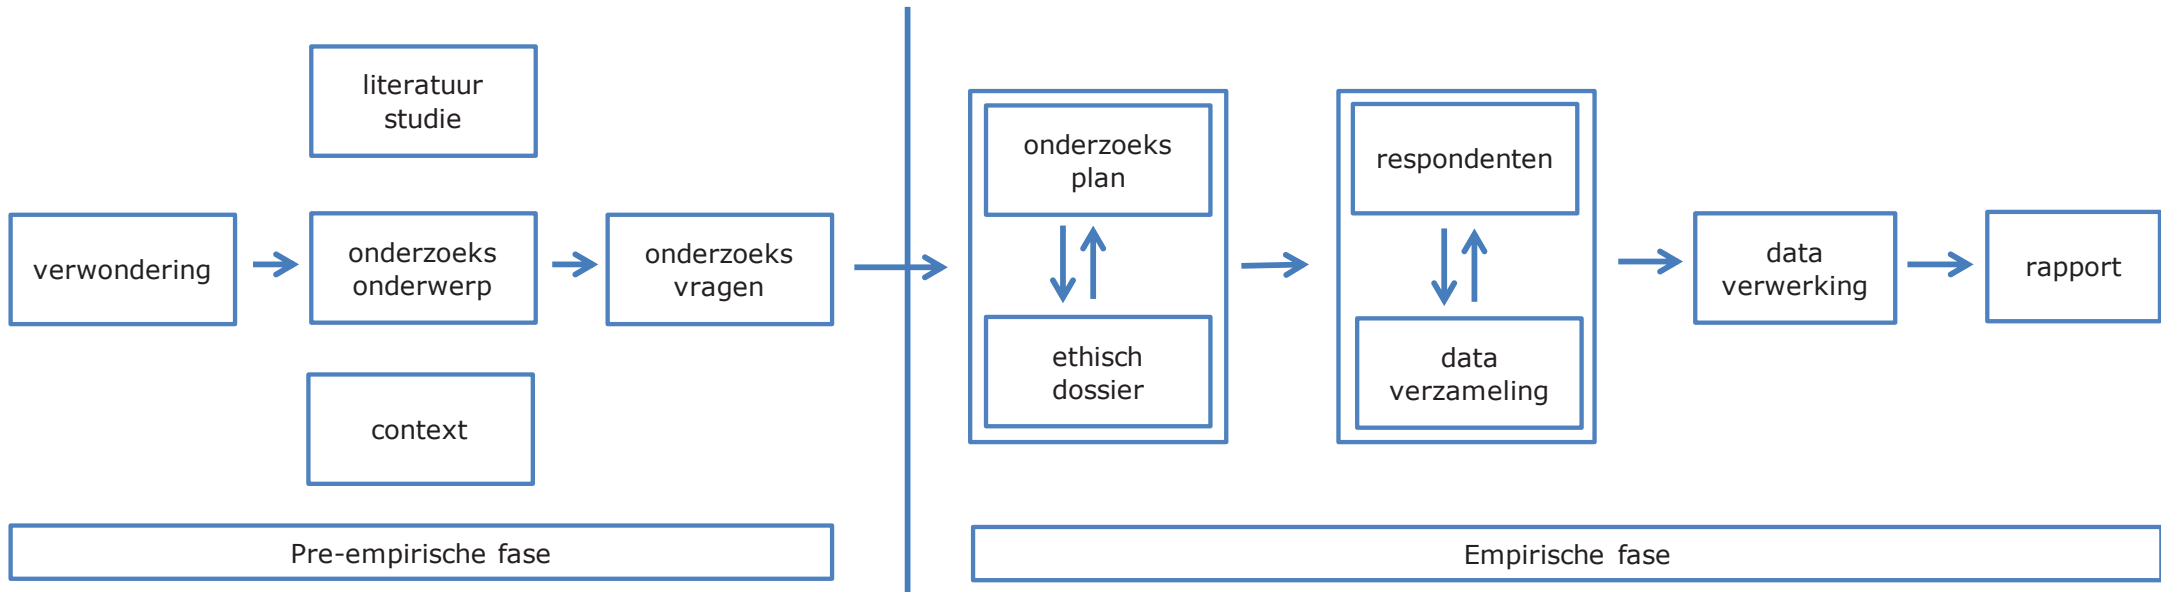 literatuur
studie
verwondering
onderzoeks
onderwerp
onderzoeks
vragen
context
Pre-empirische fase
onderzoeks
plan
ethisch
dossier
respondenten
data
verzameling
data
verwerking
rapport
Empirische fase